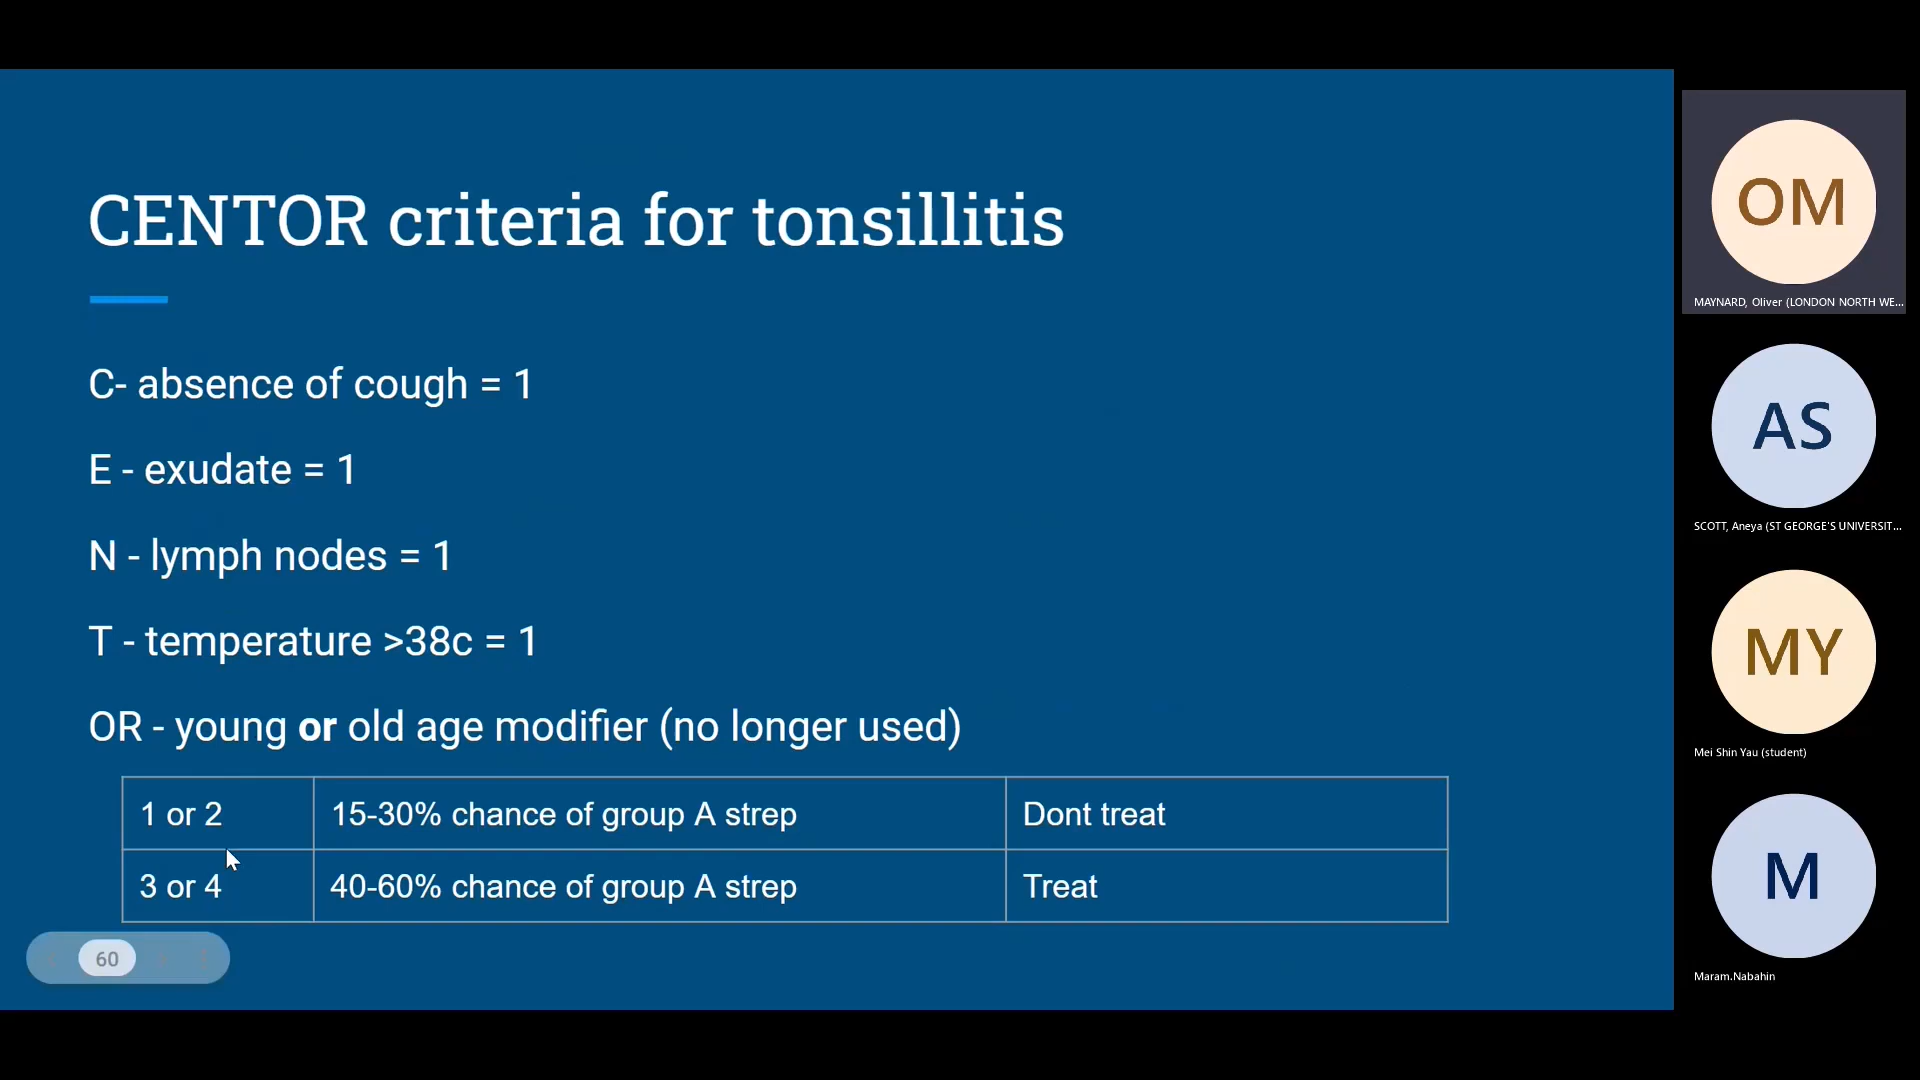 CENTOR criteria for tonsillitis
C- absence of cough = 1
E - exudate = 1
N - lymph nodes = 1
T - temperature >38c = 1
OR - young or old age modifier (no longer used)
1 or 2 15-30% chance of group A strep Dont treat
3 or 4 40-60% chance of group A strep Treat
60
OM
MAYNARD, Oliver (LONDON NORTH WE...
AS
SCOTT, Aneya (ST GEORGE'S UNIVERSIT...
MY
Mei Shin Yau (student)
M
Maram.Nabahin